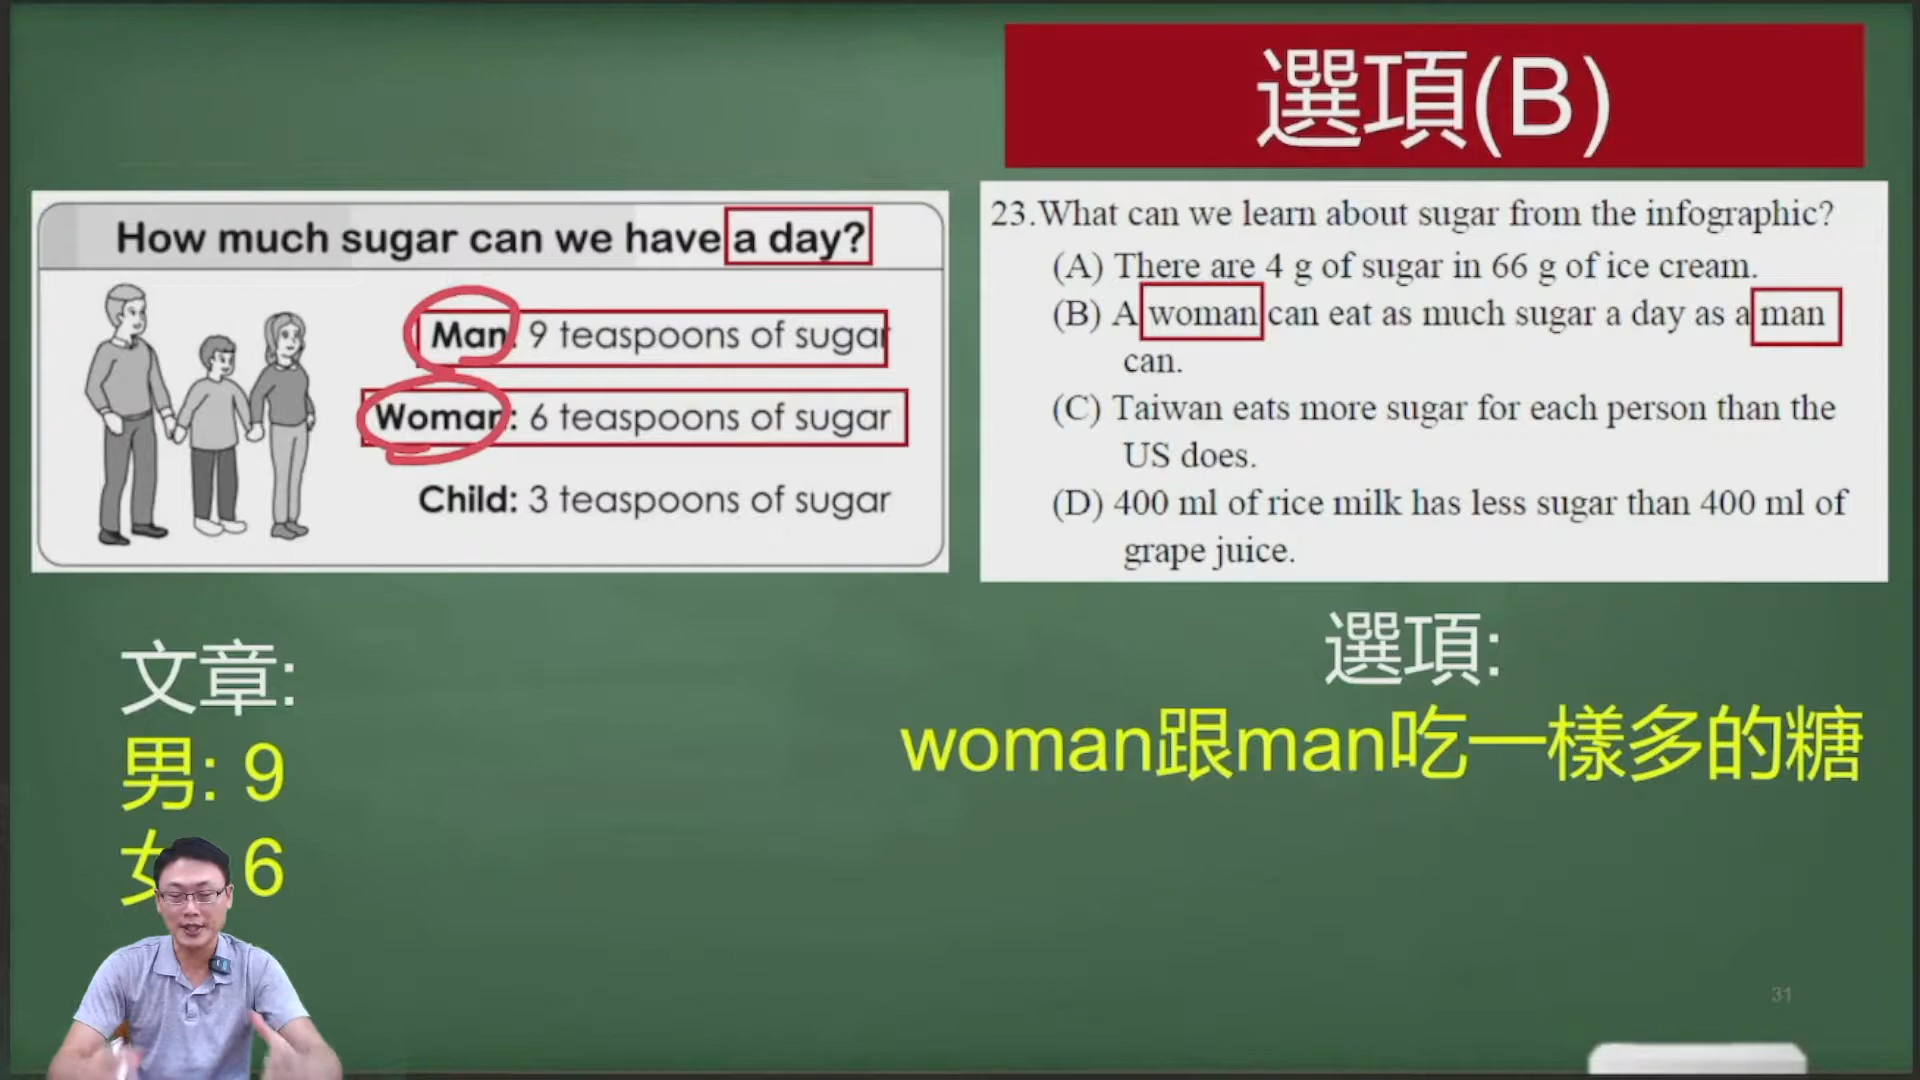 選項(B)
How much sugar can we have a day?
Man: 9 teaspoons of sugar
Woman: 6 teaspoons of sugar
Child: 3 teaspoons of sugar
23.What can we learn about sugar from the infographic?
(A) There are 4 g of sugar in 66 g of ice cream.
(B) A woman can eat as much sugar a day as a man
can.
(C) Taiwan eats more sugar for each person than the
US does.
(D) 400 ml of rice milk has less sugar than 400 ml of
grape juice.
文章:
男: 9
女: 6
選項:
woman跟man吃一樣多的糖
31